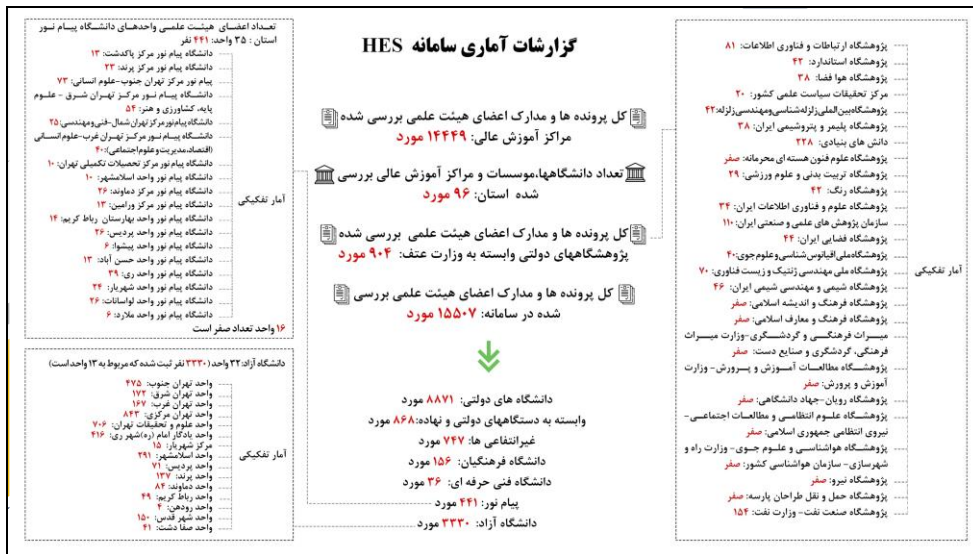 گزارشات آماری سامانه HES
پژوهشگاه ارتباطات و فناوری اطلاعات: ۸۱
پژوهشگاه استاندارد: ۴۲
پژوهشگاه هوا فضا: ۳۸
مرکز تحقیقات سیاست علمی کشور: ۲۰
پژوهشگاه بین المللی زلزله شناسی و مهندسی زلزله: ۴۲
پژوهشگاه پلیمر و پتروشیمی ایران: ۳۸
دانش های بنیادی: ۲۲۸
پژوهشگاه علوم فنون هسته ای محرمانه: صفر
پژوهشگاه تربیت بدنی و علوم ورزشی: ۲۹
پژوهشگاه رنگ: ۴۲
پژوهشگاه علوم و فناوری اطلاعات ایران: ۳۴
سازمان پژوهش های علمی و صنعتی ایران: ۱۱۰
پژوهشگاه فضایی ایران: ۴۴
پژوهشگاه ملی اقیانوس شناسی و علوم جوی: ۴۰
پژوهشگاه ملی مهندسی ژنتیک و زیست فناوری: ۷۰
پژوهشگاه شیمی و مهندسی شیمی ایران: ۴۶
پژوهشگاه فرهنگ و اندیشه اسلامی: صفر
پژوهشگاه فرهنگ و معارف اسلامی: صفر
میراث فرهنگی و گردشگری-وزارت میراث
فرهنگی، گردشگری و صنایع دست: صفر
پژوهشگاه مطالعات آموزش و پرورش- وزارت
آموزش و پرورش: صفر
پژوهشگاه رویان-جهاد دانشگاهی: صفر
پژوهشگاه علوم انتظامی و مطالعات اجتماعی-
نیروی انتظامی جمهوری اسلامی: صفر
پژوهشگاه هواشناسی و علوم جوی- وزارت راه و
شهرسازی- سازمان هواشناسی کشور: صفر
پژوهشگاه نیرو: صفر
پژوهشگاه حمل و نقل طراحان پارسه: صفر
پژوهشگاه صنعت نفت- وزارت نفت: ۱۵۴
آمار تفکیکی
کل پرونده ها و مدارک اعضای هیئت علمی بررسی شده
مراکز آموزش عالی: ۱۴۴۴۹ مورد
تعداد دانشگاهها،موسسات و مراکز آموزش عالی بررسی
شده استان: ۹۶ مورد
کل پرونده ها و مدارک اعضای هیئت علمی بررسی شده
پژوهشگاههای دولتی وابسته به وزارت عتف: ۹۰۴ مورد
کل پرونده ها و مدارک اعضای هیئت علمی بررسی
شده در سامانه: ۱۵۵۰۷ مورد
دانشگاه های دولتی: ۸۸۷۱ مورد
وابسته به دستگاههای دولتی و نهاده: ۸۶۸ مورد
غیرانتفاعی ها: ۷۴۷ مورد
دانشگاه فرهنگیان: ۱۵۶ مورد
دانشگاه فنی حرفه ای: ۳۶ مورد
پیام نور: ۴۴۱ مورد
دانشگاه آزاد: ۳۳۳۰ مورد
تعداد اعضای هیئت علمی واحدهای دانشگاه پیام نور
استان : ۳۵ واحد: ۴۴۱ نفر
دانشگاه پیام نور مرکز پاکدشت: ۱۳
دانشگاه پیام نور مرکز پرند: ۲۳
پیام نور مرکز تهران جنوب-علوم انسانی: ۷۳
دانشگاه پیام نور مرکز تهران شرق - علوم
پایه، کشاورزی و هنر: ۵۴
دانشگاه پیام نور مرکز تهران شمال-فنی و مهندسی: ۲۵
دانشگاه پیام نور مرکز تهران غرب-علوم انسانی
(اقتصاد،مدیریت و علوم اجتماعی): ۴۰
دانشگاه پیام نور مرکز تحصیلات تکمیلی تهران: ۱۰
دانشگاه پیام نور واحد اسلامشهر: ۱۰
دانشگاه پیام نور مرکز دماوند: ۲۶
دانشگاه پیام نور مرکز ورامین: ۱۳
دانشگاه پیام نور واحد بهارستان رباط کریم: ۱۴
دانشگاه پیام نور واحد پردیس: ۲۶
دانشگاه پیام نور واحد پیشوا: ۶
دانشگاه پیام نور واحد حسن آباد: ۱۳
دانشگاه پیام نور واحد ری: ۳۹
دانشگاه پیام نور واحد شهریار: ۲۴
دانشگاه پیام نور واحد لواسانات: ۲۶
دانشگاه پیام نور واحد ملارد: ۶
۱۶ واحد تعداد صفر است
آمار تفکیکی
دانشگاه آزاد: ۳۲ واحد (۳۳۳۰ نفر ثبت شده که مربوط به ۱۳ واحد است)
واحد تهران جنوب: ۴۷۵
واحد تهران شرق: ۱۷۲
واحد تهران غرب: ۱۶۷
واحد تهران مرکزی: ۸۴۳
واحد علوم و تحقیقات تهران: ۷۰۶
واحد یادگار امام (ره)شهر ری: ۴۱۶
مرکز شهریار: ۱۵
واحد اسلامشهر: ۲۹۱
واحد پردیس: ۷۱
واحد پرند: ۱۳۷
واحد دماوند: ۸۴
واحد رباط کریم: ۴۹
واحد رودهن: ۴
واحد شهر قدس: ۱۵۰
واحد صفا دشت: ۴۱
آمار تفکیکی